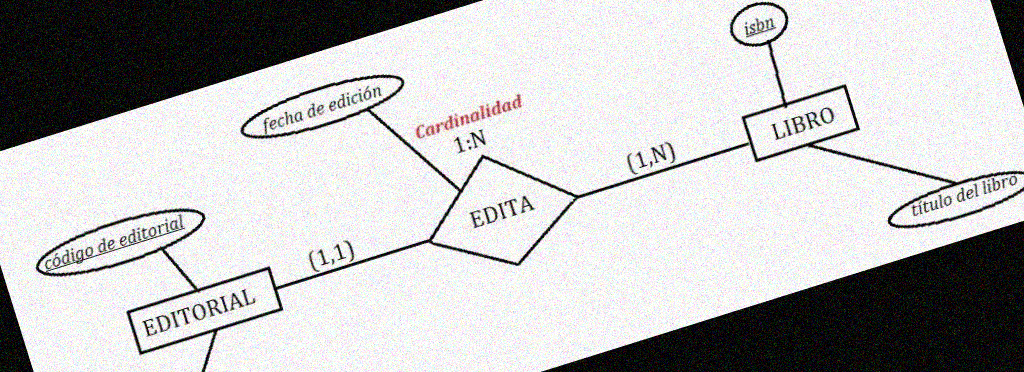 isbn
fecha de edición
Cardinalidad
1:N
LIBRO
(1,N)
EDITA
título del libro
código de editorial
(1,1)
EDITORIAL